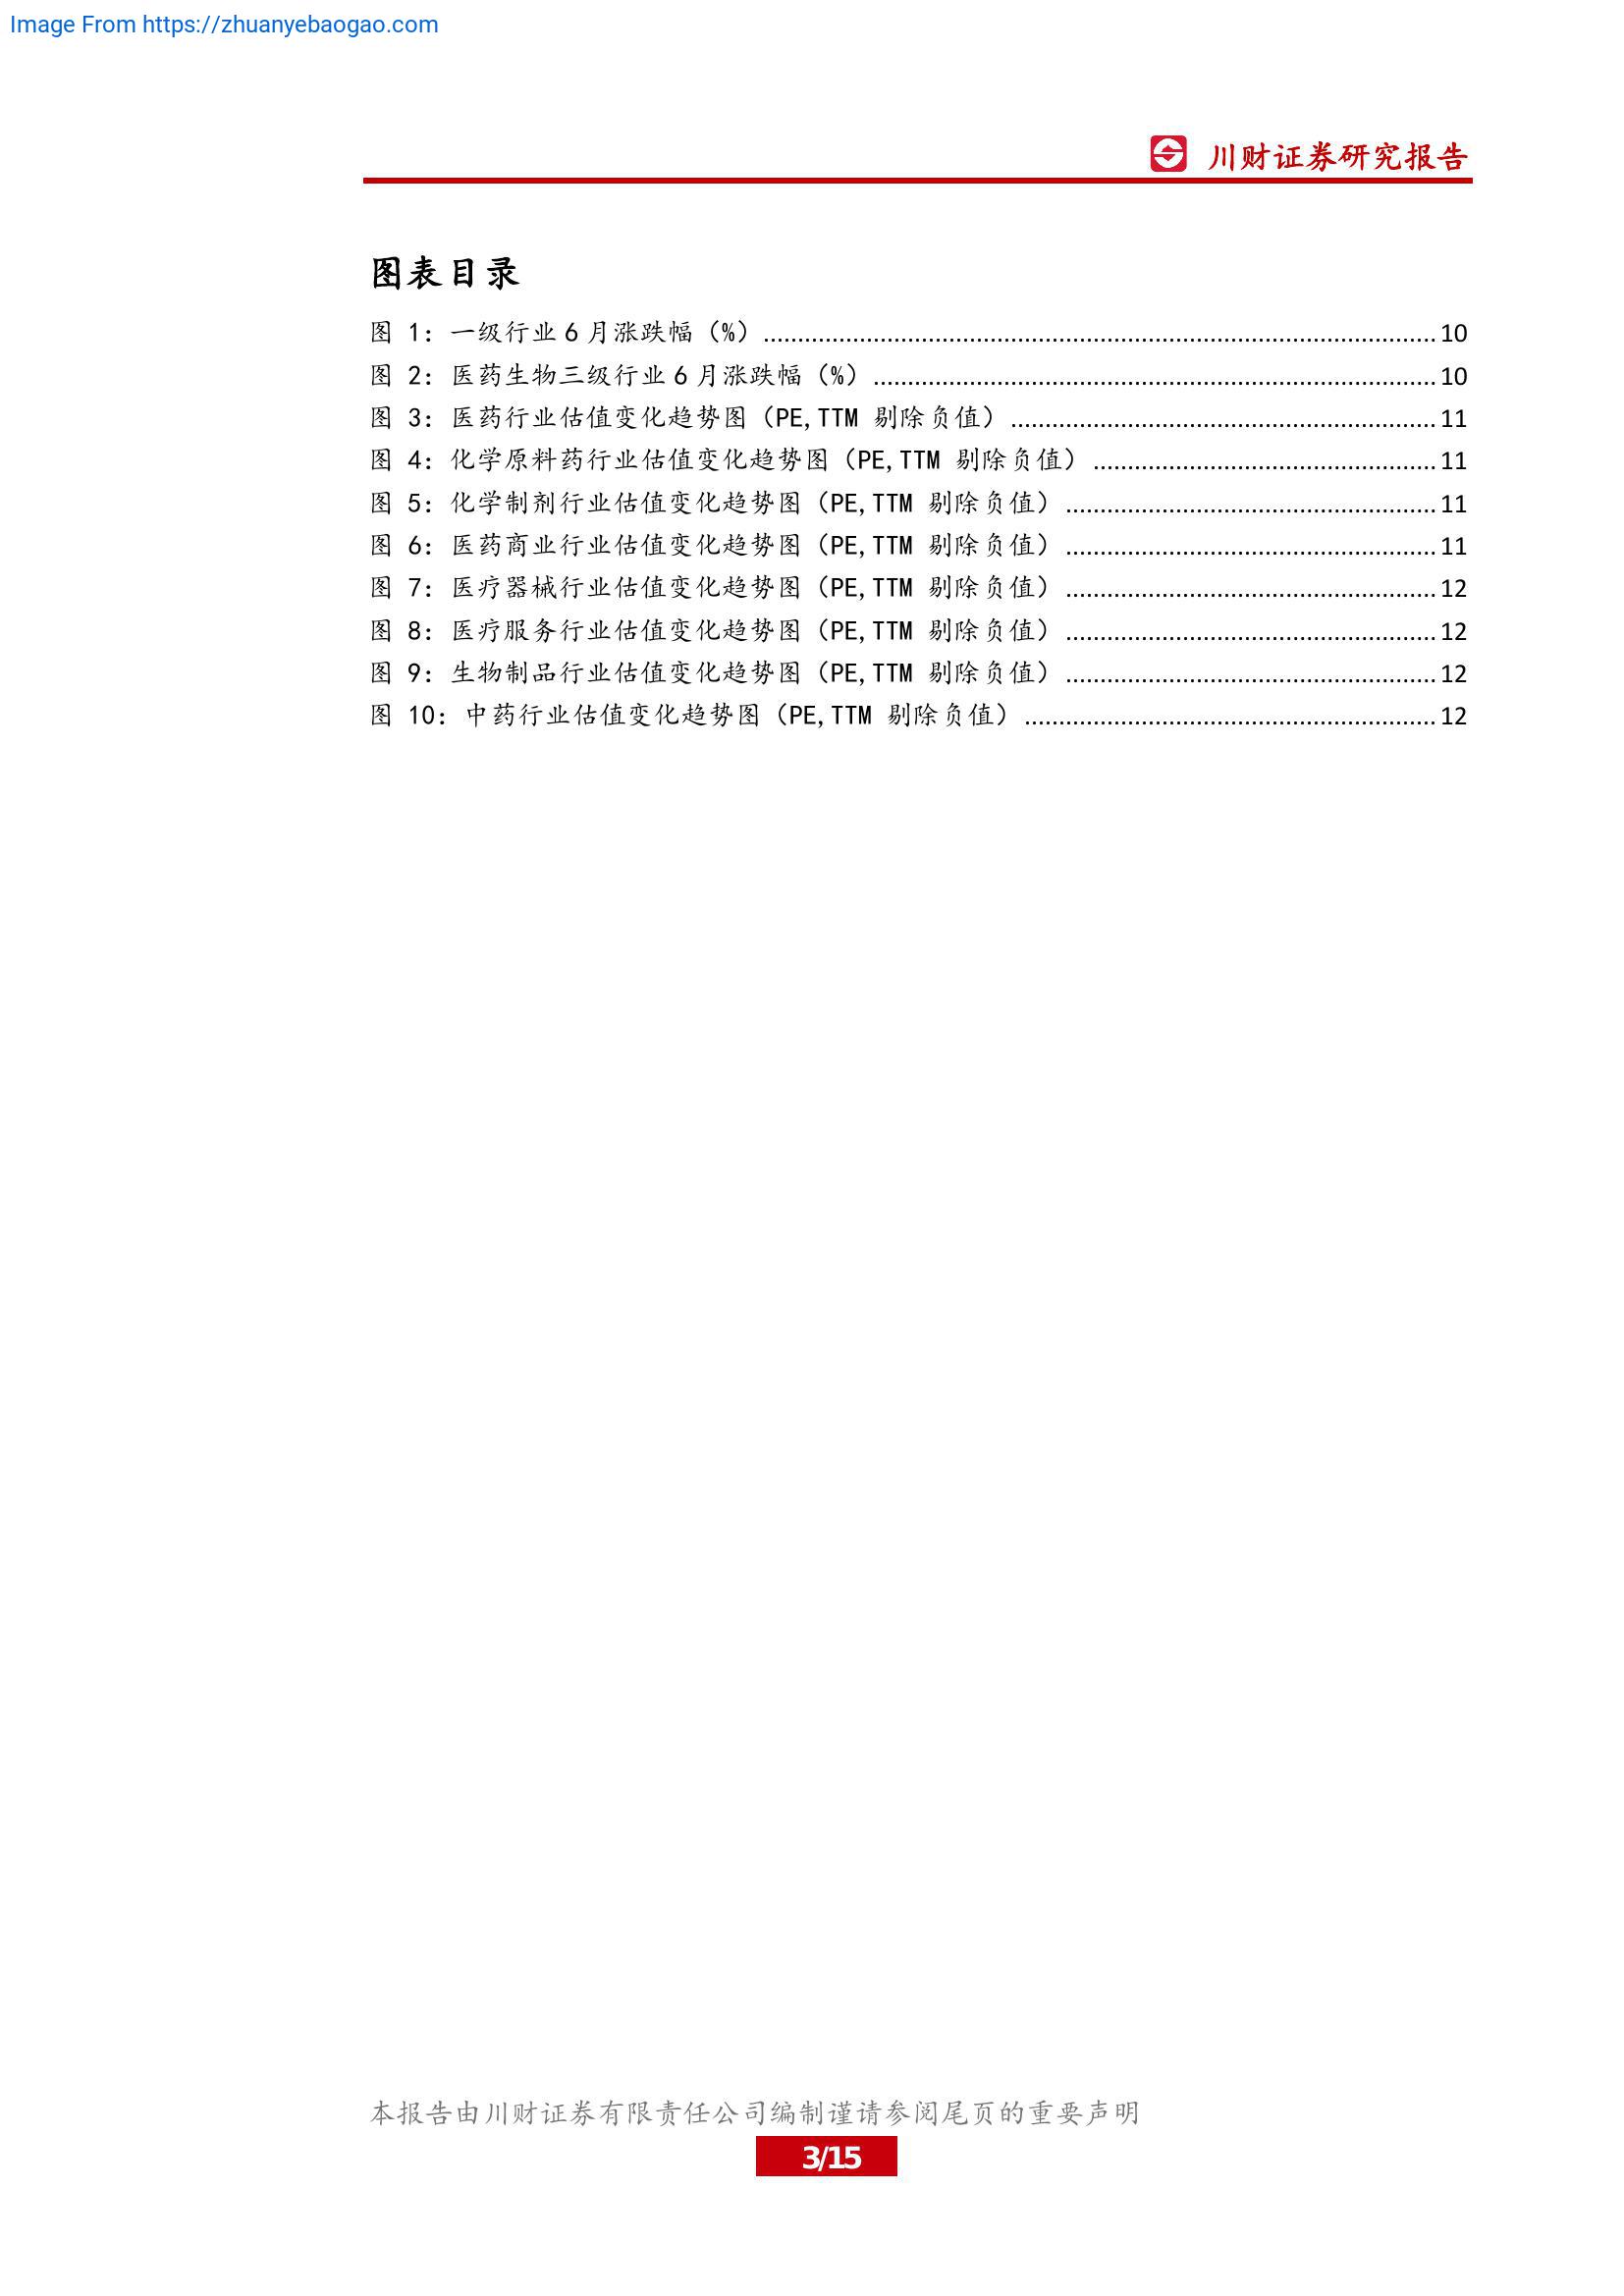 Image From https://zhuanyebaogao.com
川财证券研究报告
图表目录
图 1: 一级行业 6 月涨跌幅（%）................................................ 10
图 2: 医药生物三级行业 6 月涨跌幅（%）................................................ 10
图 3: 医药行业估值变化趋势图（PE,TTM 剔除负值）................................................ 11
图 4: 化学原料药行业估值变化趋势图（PE,TTM 剔除负值）................................................ 11
图 5: 化学制剂行业估值变化趋势图（PE,TTM 剔除负值）................................................ 11
图 6: 医药商业行业估值变化趋势图（PE,TTM 剔除负值）................................................ 11
图 7: 医疗器械行业估值变化趋势图（PE,TTM 剔除负值）................................................ 12
图 8: 医疗服务行业估值变化趋势图（PE,TTM 剔除负值）................................................ 12
图 9: 生物制品行业估值变化趋势图（PE,TTM 剔除负值）................................................ 12
图 10: 中药行业估值变化趋势图（PE,TTM 剔除负值）................................................ 12
本报告由川财证券有限责任公司编制谨请参阅尾页的重要声明
3/15